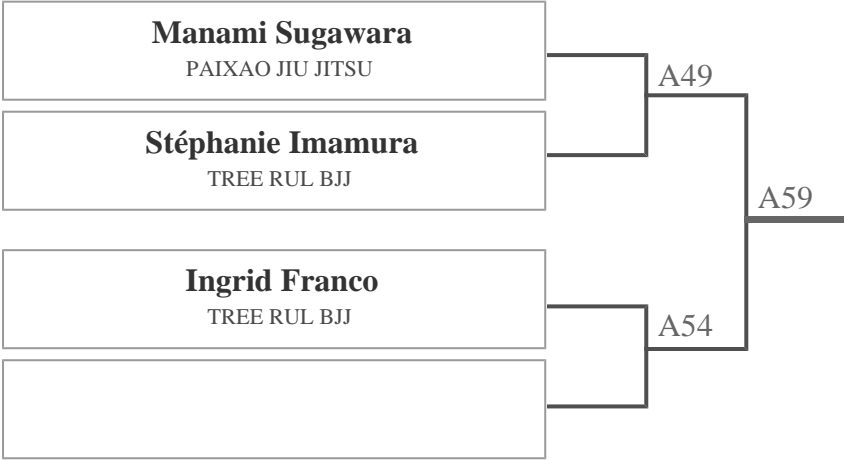 Manami Sugawara
PAIXAO JIU JITSU
A49
Stéphanie Imamura
TREE RUL BJJ
A59
Ingrid Franco
TREE RUL BJJ
A54